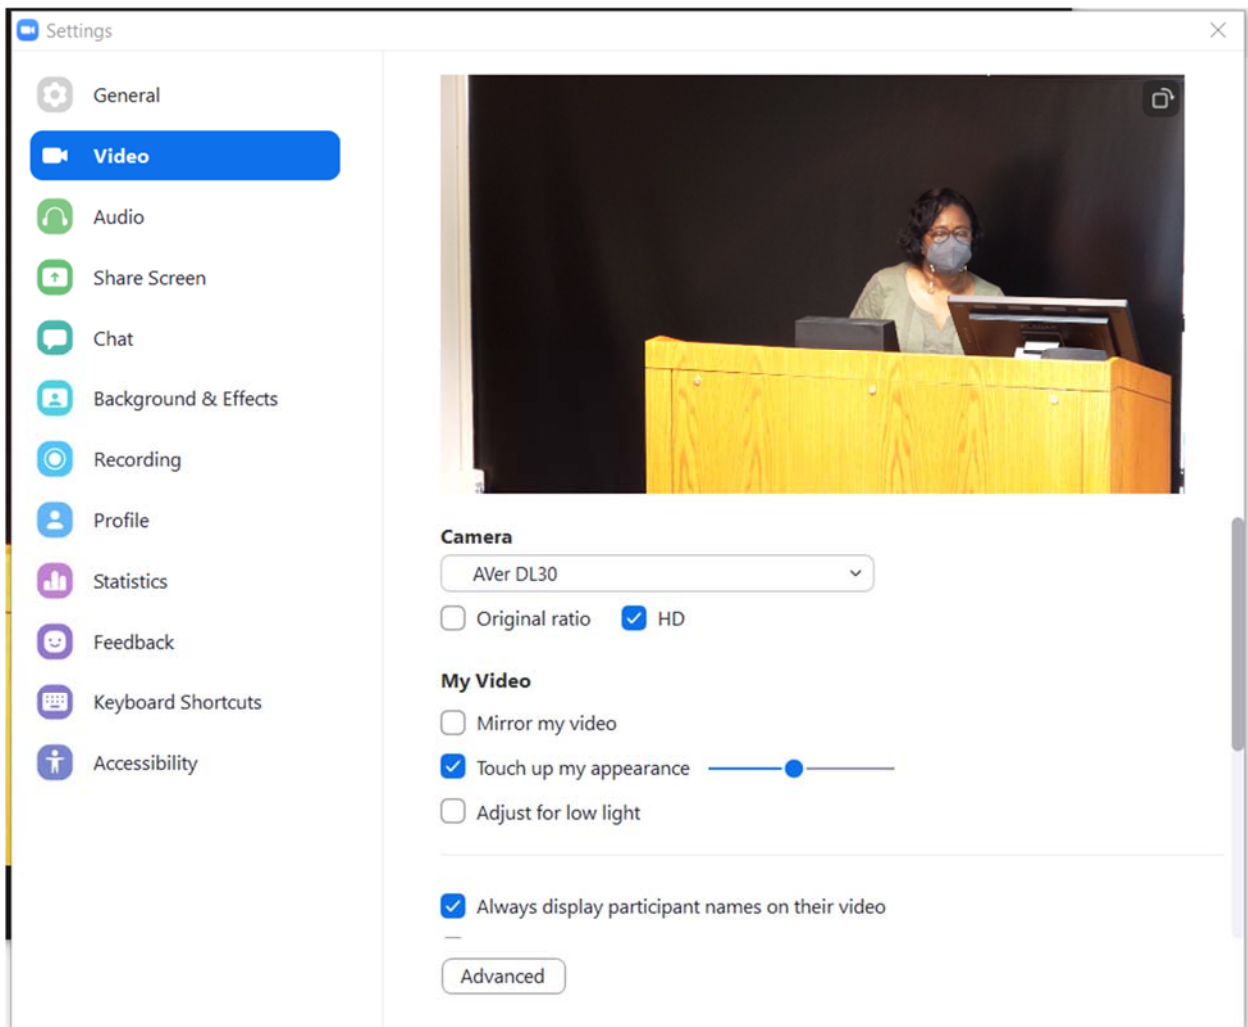 Settings
General
Video
Audio
Share Screen
Chat
Background & Effects
Recording
Profile
Statistics
Feedback
Keyboard Shortcuts
Accessibility
Camera
AVer DL30
Original ratio HD
My Video
Mirror my video
Touch up my appearance
Adjust for low light
Always display participant names on their video
Advanced